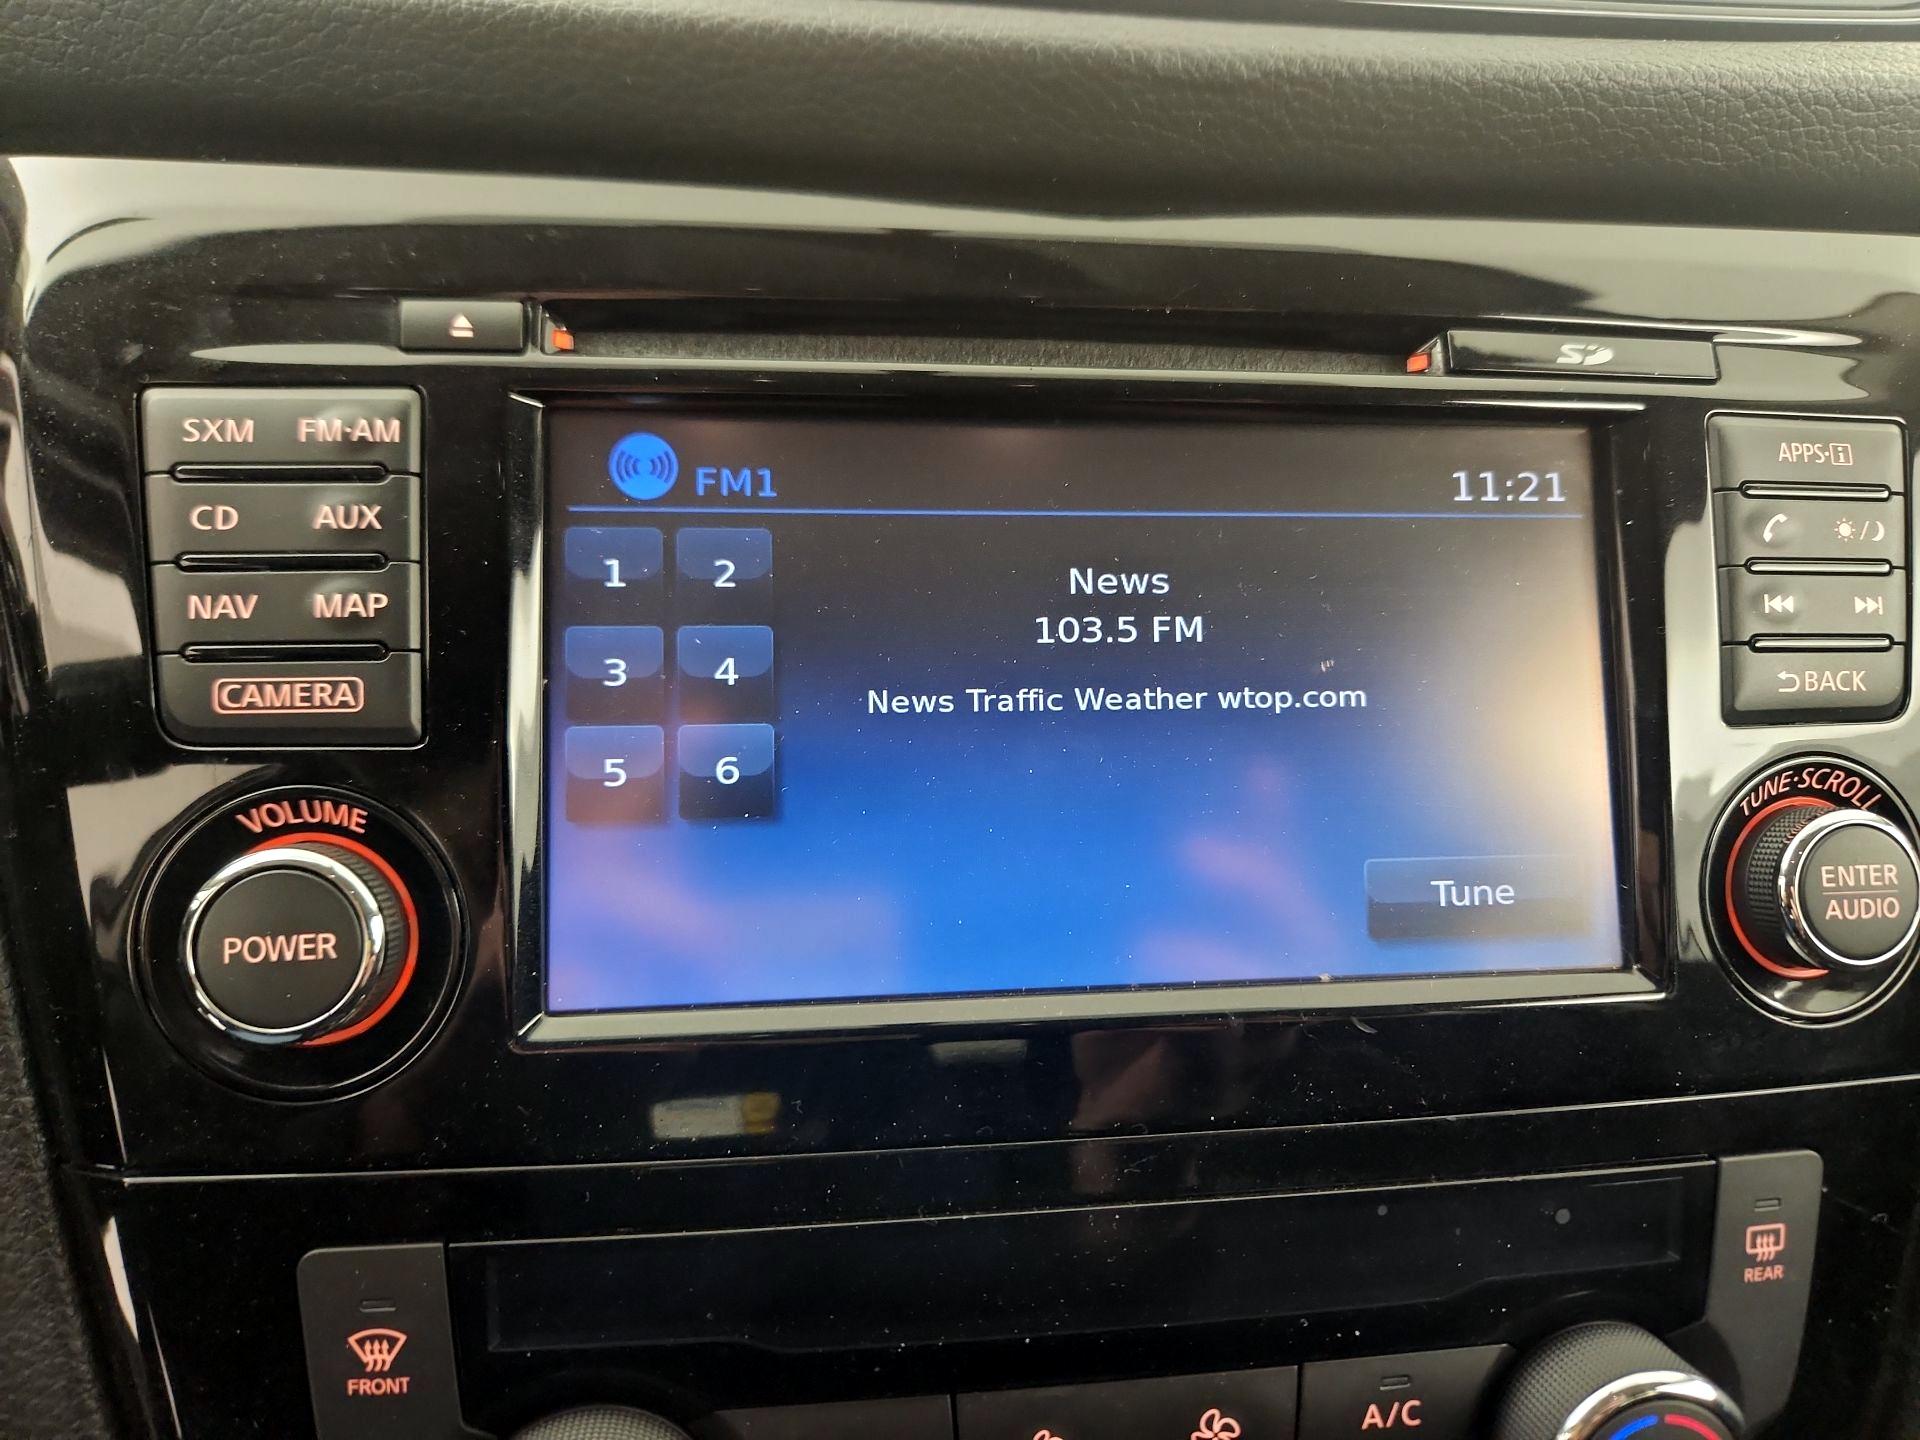 SD
SXM FM·AM
CD AUX
NAV MAP
CAMERA
VOLUME
POWER
FM1
11:21
1 2
3 4
5 6
News
103.5 FM
News Traffic Weather wtop.com
Tune
APPS·i
BACK
TUNE·SCROLL
ENTER
AUDIO
FRONT
A/C
REAR